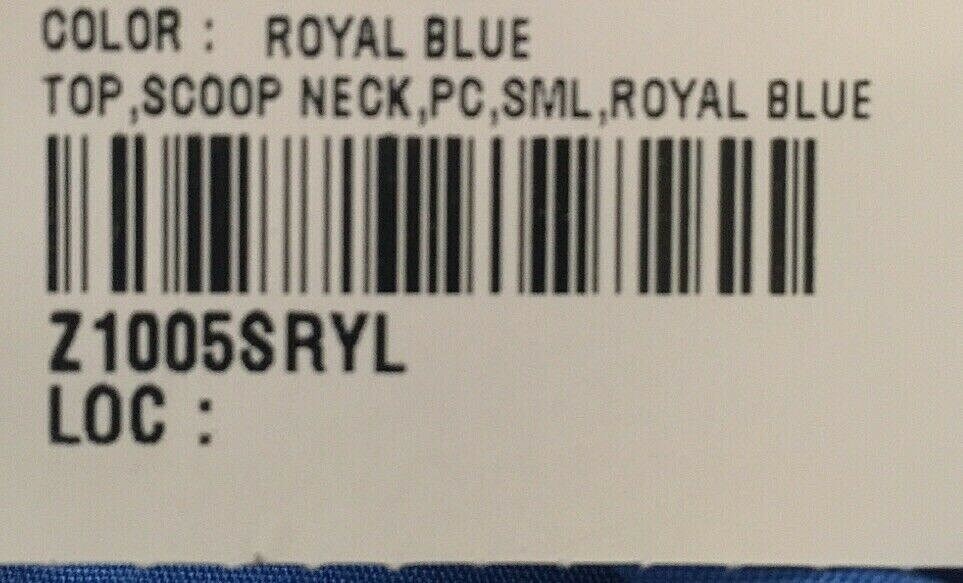 COLOR : ROYAL BLUE
TOP,SCOOP NECK,PC,SML,ROYAL BLUE
Z1005SRYL
LOC :